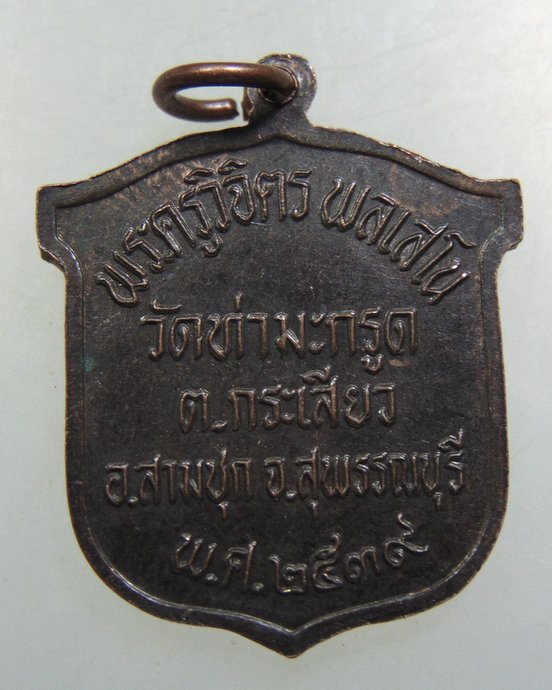 พระครูวิจิตร พลเสโน
วัดท่ามะกรูด
ต.กระเสียว
อ.สามชุก จ.สุพรรณบุรี
พ.ศ.๒๕๓๙